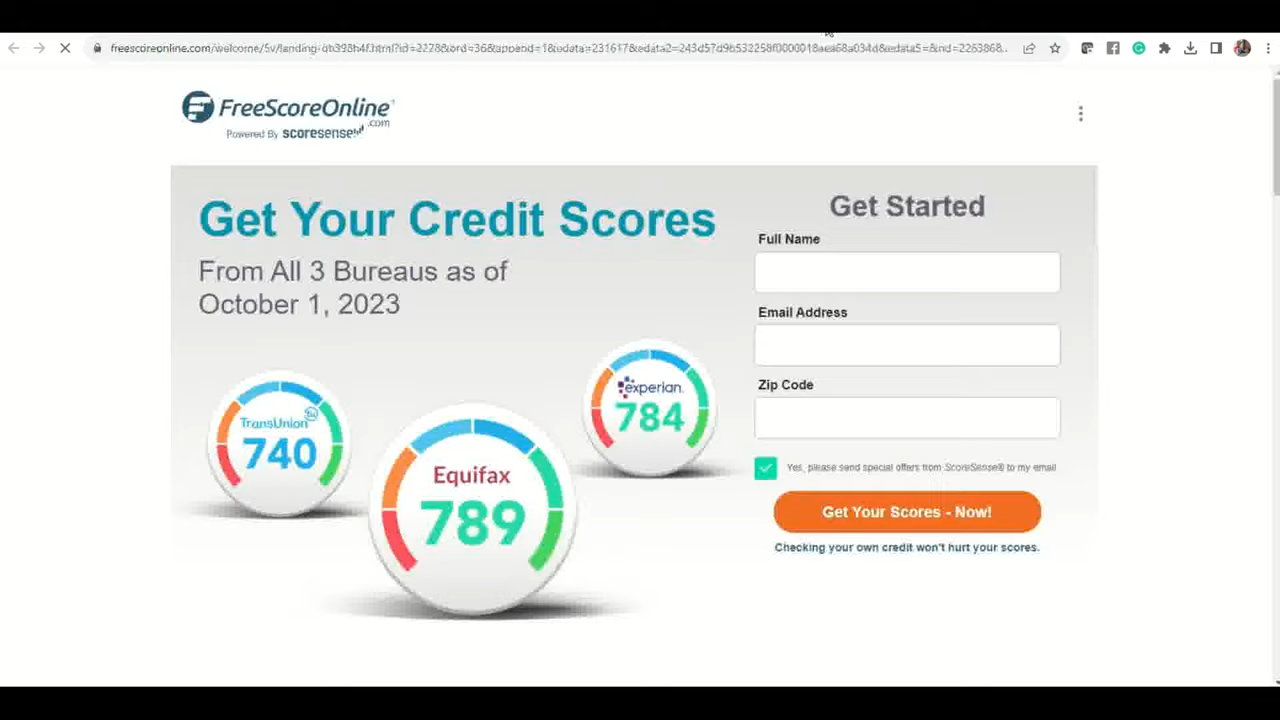 FreeScoreOnline
.com
Powered By scoresense
Get Your Credit Scores
From All 3 Bureaus as of
October 1, 2023
TransUnion tu
740
Equifax
789
experian.
784
Get Started
Full Name
Email Address
Zip Code
Yes, please send special offers from ScoreSense® to my email
Get Your Scores - Now!
Checking your own credit won't hurt your scores.